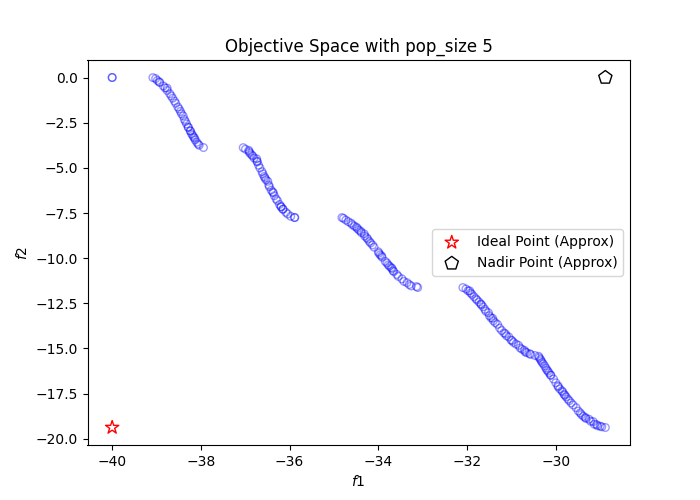 Objective Space with pop_size 5
f2
0.0
−2.5
−5.0
−7.5
−10.0
−12.5
−15.0
−17.5
−20.0
Ideal Point (Approx)
Nadir Point (Approx)
−40 −38 −36 −34 −32 −30
f1